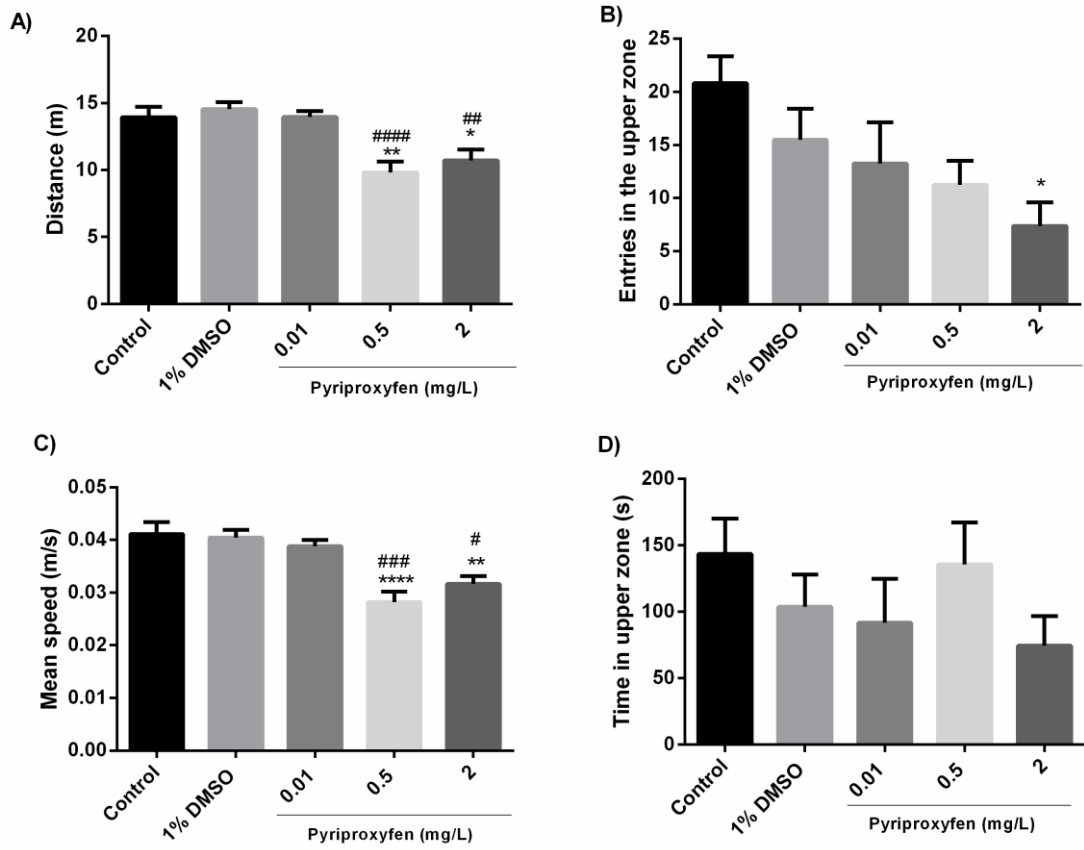 A)
Distance (m)
20
15
10
5
0
####
**
##
*
Control
1% DMSO
0.01
0.5
2
Pyriproxyfen (mg/L)
B)
Entries in the upper zone
25
20
15
10
5
0
*
Control
1% DMSO
0.01
0.5
2
Pyriproxyfen (mg/L)
C)
Mean speed (m/s)
0.05
0.04
0.03
0.02
0.01
0.00
###
****
#
**
Control
1% DMSO
0.01
0.5
2
Pyriproxyfen (mg/L)
D)
Time in upper zone (s)
200
150
100
50
0
Control
1% DMSO
0.01
0.5
2
Pyriproxyfen (mg/L)